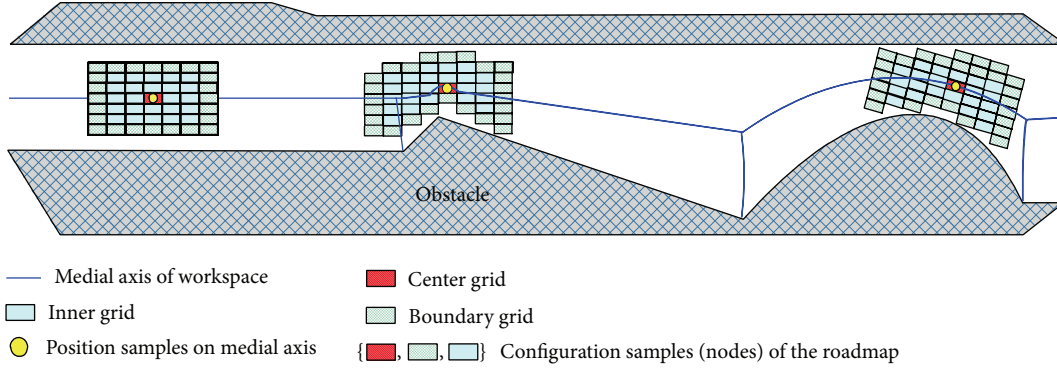 Obstacle
Medial axis of workspace
Center grid
Inner grid
Boundary grid
Position samples on medial axis
{ , , } Configuration samples (nodes) of the roadmap